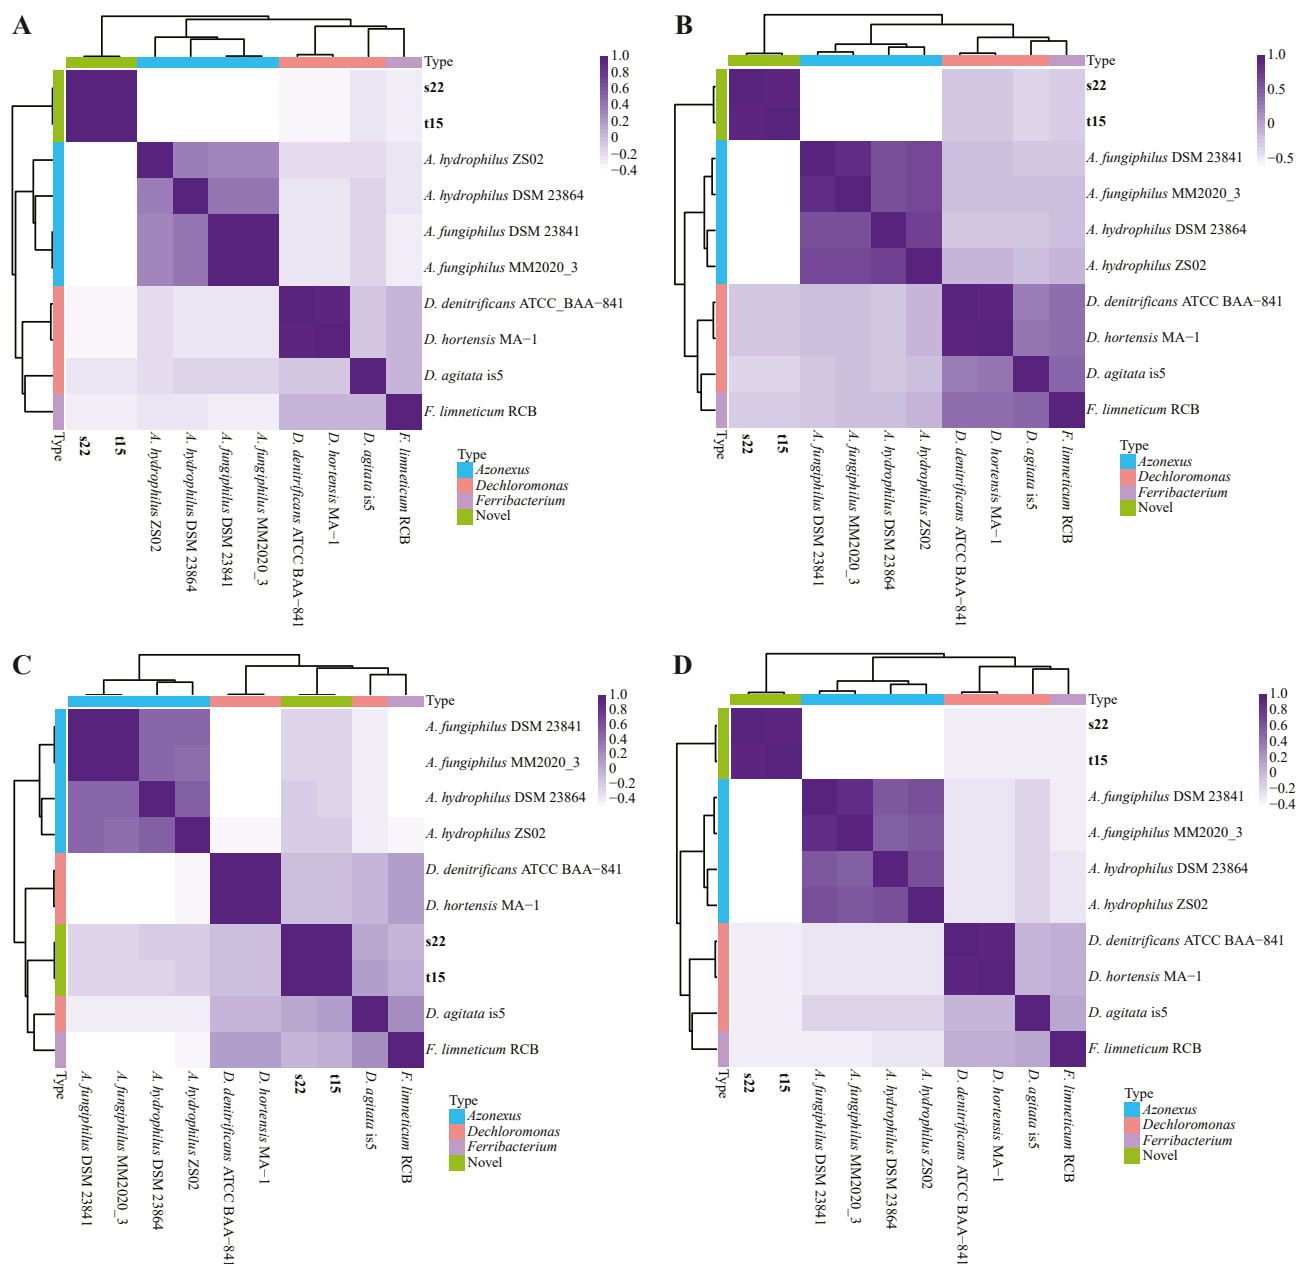 A
Type
s22
t15
A. hydrophilus ZS02
A. hydrophilus DSM 23864
A. fungiphilus DSM 23841
A. fungiphilus MM2020_3
D. denitrificans ATCC_BAA−841
D. hortensis MA−1
D. agitata is5
F. limneticum RCB
1.0
0.8
0.6
0.4
0.2
0
−0.2
−0.4
Type
s22
t15
A. hydrophilus ZS02
A. hydrophilus DSM 23864
A. fungiphilus DSM 23841
A. fungiphilus MM2020_3
D. denitrificans ATCC BAA−841
D. hortensis MA−1
D. agitata is5
F. limneticum RCB
Type
Azonexus
Dechloromonas
Ferribacterium
Novel
B
Type
s22
t15
A. fungiphilus DSM 23841
A. fungiphilus MM2020_3
A. hydrophilus DSM 23864
A. hydrophilus ZS02
D. denitrificans ATCC BAA−841
D. hortensis MA−1
D. agitata is5
F. limneticum RCB
1.0
0.5
0
−0.5
Type
s22
t15
A. fungiphilus DSM 23841
A. fungiphilus MM2020_3
A. hydrophilus DSM 23864
A. hydrophilus ZS02
D. denitrificans ATCC BAA−841
D. hortensis MA−1
D. agitata is5
F. limneticum RCB
Type
Azonexus
Dechloromonas
Ferribacterium
Novel
C
Type
A. fungiphilus DSM 23841
A. fungiphilus MM2020_3
A. hydrophilus DSM 23864
A. hydrophilus ZS02
D. denitrificans ATCC BAA−841
D. hortensis MA−1
s22
t15
D. agitata is5
F. limneticum RCB
1.0
0.8
0.6
0.4
0.2
0
−0.2
−0.4
Type
A. fungiphilus DSM 23841
A. fungiphilus MM2020_3
A. hydrophilus DSM 23864
A. hydrophilus ZS02
D. denitrificans ATCC BAA−841
D. hortensis MA−1
s22
t15
D. agitata is5
F. limneticum RCB
Type
Azonexus
Dechloromonas
Ferribacterium
Novel
D
Type
s22
t15
A. fungiphilus DSM 23841
A. fungiphilus MM2020_3
A. hydrophilus DSM 23864
A. hydrophilus ZS02
D. denitrificans ATCC BAA−841
D. hortensis MA−1
D. agitata is5
F. limneticum RCB
1.0
0.8
0.6
0.4
0.2
0
−0.2
−0.4
Type
s22
t15
A. fungiphilus DSM 23841
A. fungiphilus MM2020_3
A. hydrophilus DSM 23864
A. hydrophilus ZS02
D. denitrificans ATCC BAA−841
D. hortensis MA−1
D. agitata is5
F. limneticum RCB
Type
Azonexus
Dechloromonas
Ferribacterium
Novel